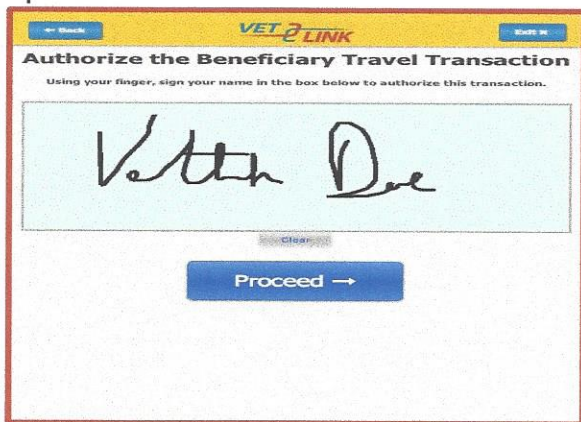 ← Back VET LINK Exit
Authorize the Beneficiary Travel Transaction
Using your finger, sign your name in the box below to authorize this transaction.
Doe
Clear
Proceed →